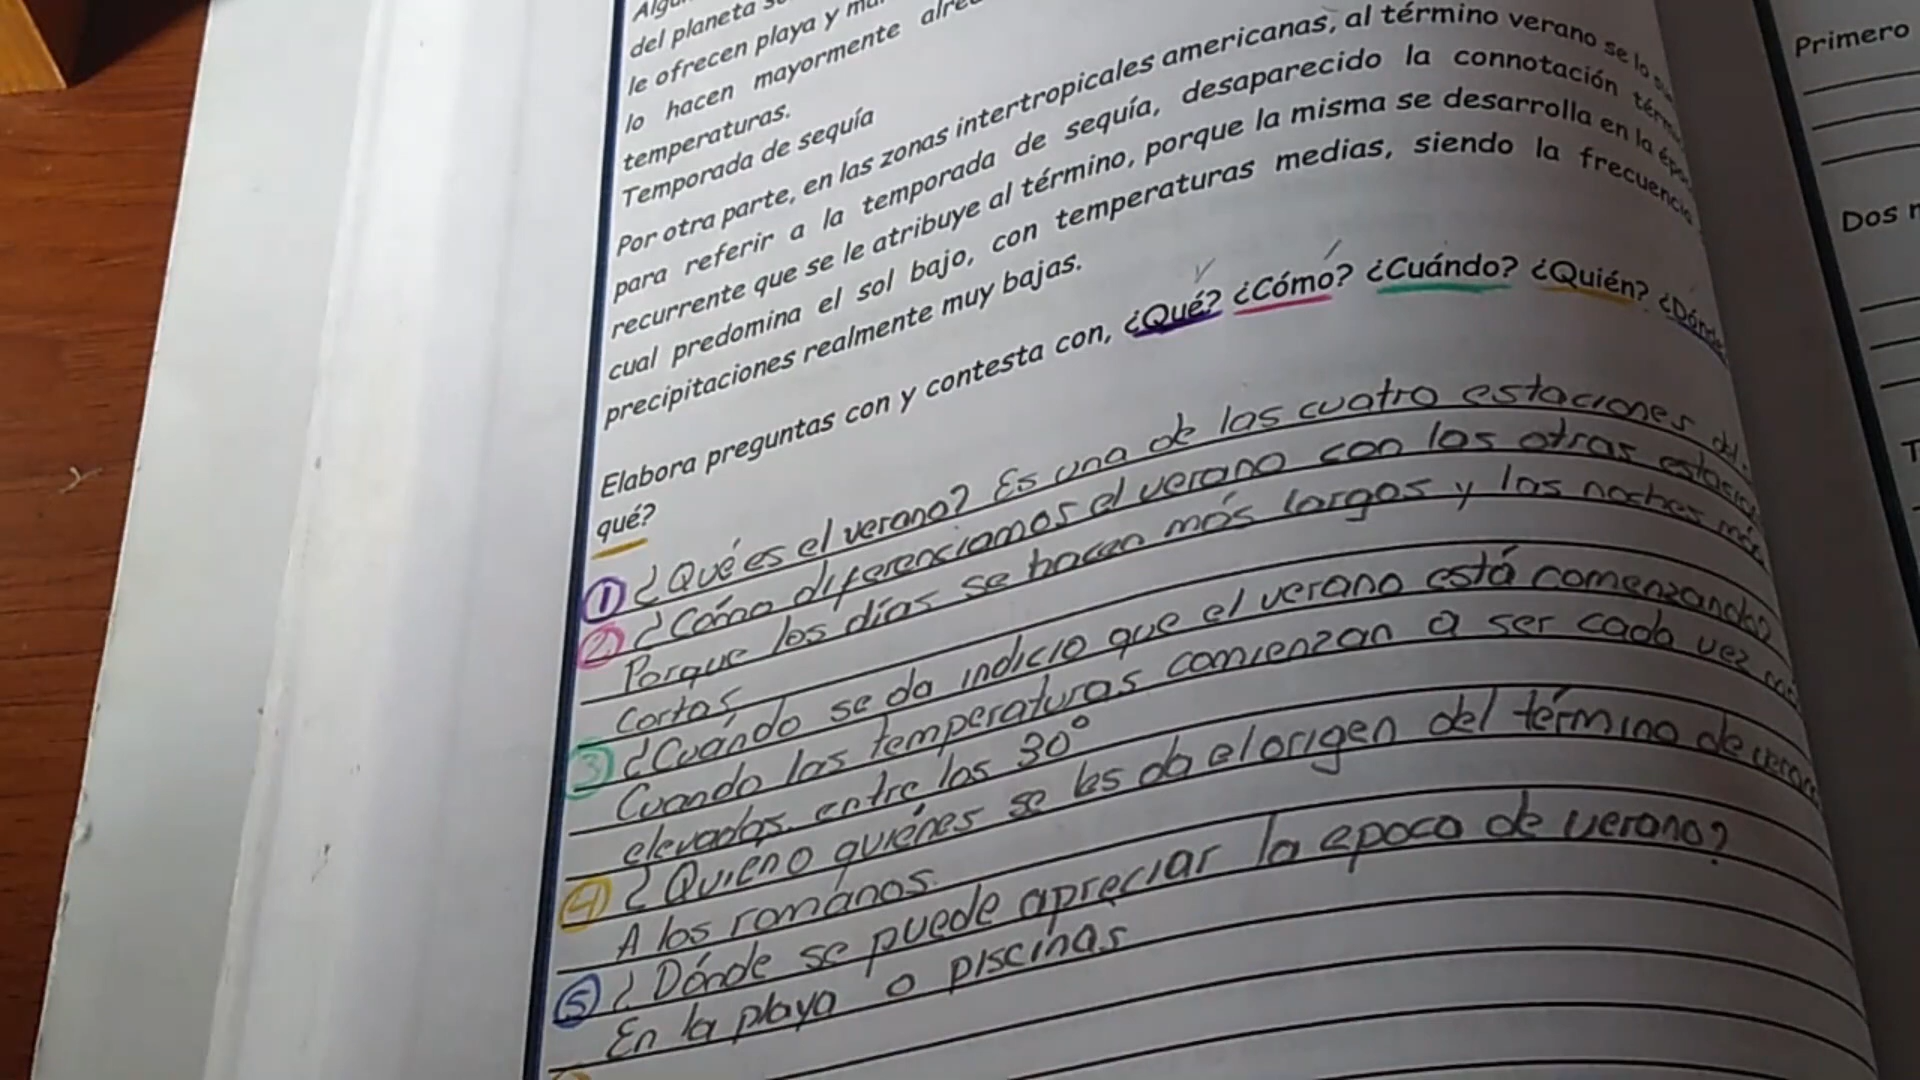 del planeta
le ofrecen playa y
lo hacen mayormente
temperaturas.
Temporada de sequía
Por otra parte, en las zonas intertropicales americanas, al término verano se lo
para referir a la temporada de sequía, desaparecido la connotación
recurrente que se le atribuye al término, porque la misma se desarrolla en la
cual predomina el sol bajo, con temperaturas medias, siendo la frecuencia
precipitaciones realmente muy bajas.
Elabora preguntas con y contesta con, ¿Qué? ¿Cómo? ¿Cuándo? ¿Quién?
qué?
① ¿Qué es el verano? Es una de las cuatro estaciones
② ¿Cómo diferenciamos el verano con las otras
Porque los días se hacen más largos y las noches más
cortas
③ ¿Cuándo se da indicio que el verano está comenzando?
Cuando las temperaturas comienzan a ser cada vez
elevadas. entre los 30°
④ ¿Quien o quiénes se les da el origen del término de
A los romanos.
⑤ ¿Dónde se puede apreciar la epoca de verano?
En la playa o piscinas
Primero
Dos